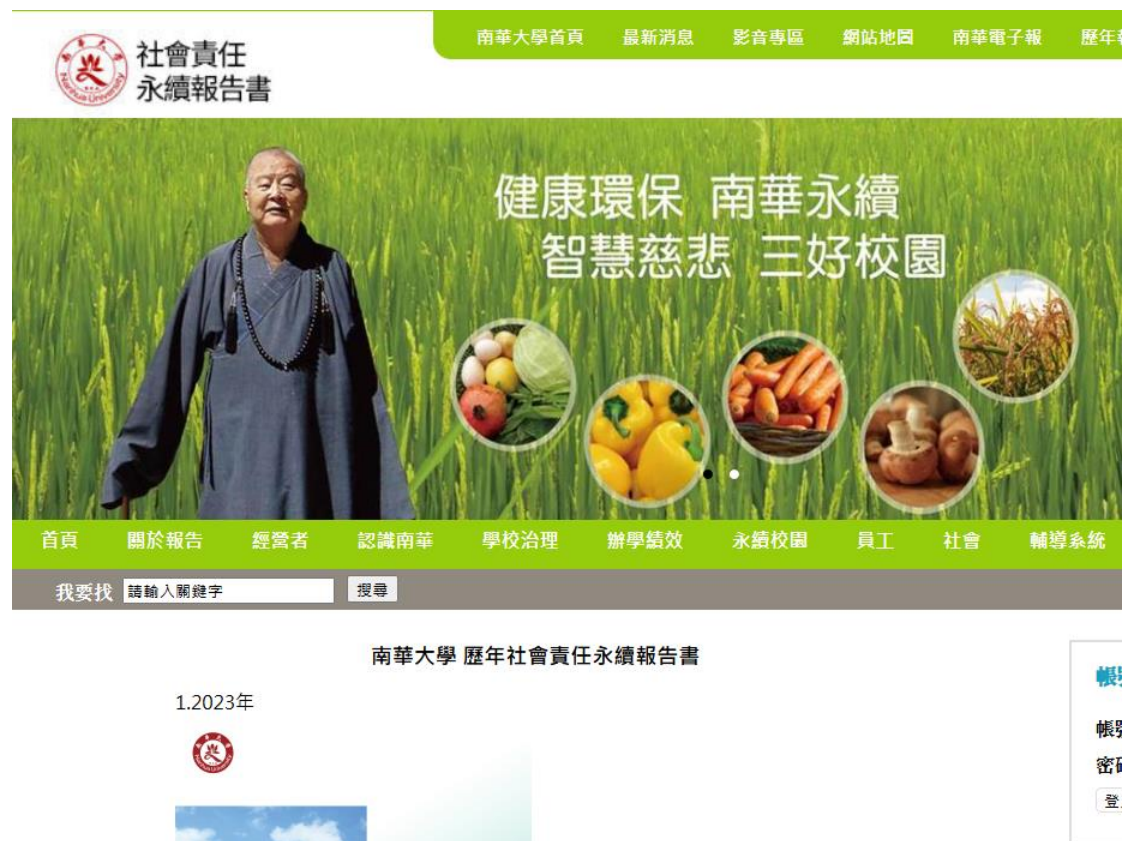 社會責任
永續報告書
Nanhua University
南華大學首頁 最新消息 影音專區 網站地圖 南華電子報 歷年
健康環保 南華永續
智慧慈悲 三好校園
首頁 關於報告 經營者 認識南華 學校治理 辦學績效 永續校園 員工 社會 輔導系統
我要找 請輸入關鍵字 搜尋
南華大學 歷年社會責任永續報告書
1.2023年
帳
帳
密
登